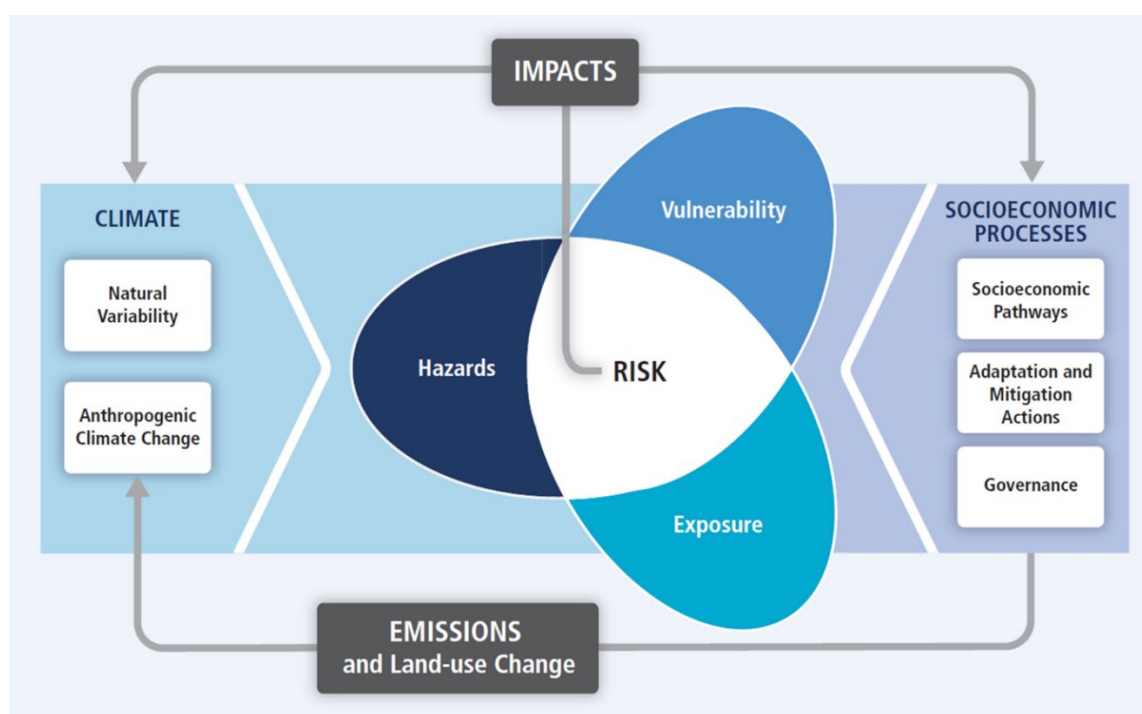 IMPACTS
CLIMATE
Natural
Variability
Anthropogenic
Climate Change
Vulnerability
Hazards
RISK
Exposure
SOCIOECONOMIC
PROCESSES
Socioeconomic
Pathways
Adaptation and
Mitigation
Actions
Governance
EMISSIONS
and Land-use Change